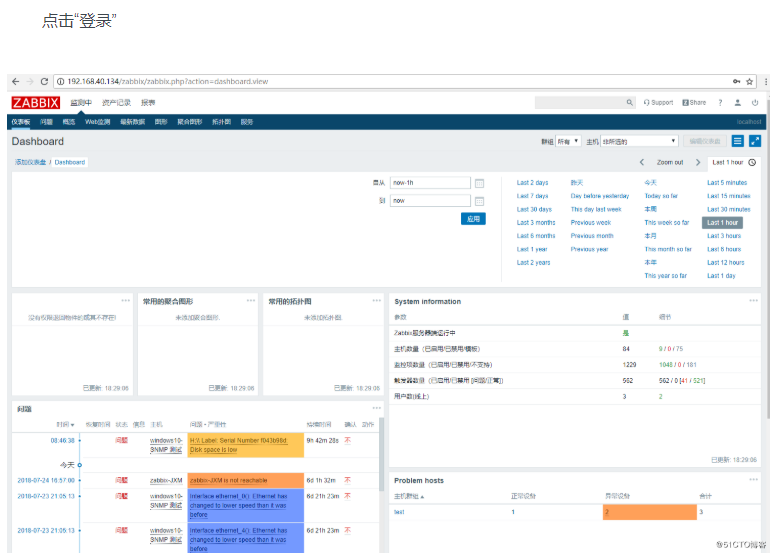 点击“登录”
192.168.40.134/zabbix/zabbix.php?action=dashboard.view
ZABBIX 监测中 资产记录 报表 Support Share ?
仪表板 问题 概览 Web监测 最新数据 图形 聚合图形 拓扑图 服务 localhost
Dashboard 群组 所有 主机 非所选的
添加仪表盘 / Dashboard Zoom out Last 1 hour
自从 now-1h
到 now
应用
Last 2 days 昨天 今天 Last 5 minutes
Last 7 days Day before yesterday Today so far Last 15 minutes
Last 30 days This day last week 本周 Last 30 minutes
Last 3 months Previous week This week so far Last 1 hour
Last 6 months Previous month 本月 Last 3 hours
Last 1 year Previous year This month so far Last 6 hours
Last 2 years 本年 Last 12 hours
This year so far Last 1 day
没有权限适用物件的或其不存在!
已更新: 18:29:06
常用的聚合图形
未添加聚合图形.
已更新: 18:29:06
常用的拓扑图
未添加拓扑图.
已更新: 18:29:06
System information
参数 值 细节
Zabbix服务器端运行中 是
主机数量 (已启用/已禁用/模板) 84 9 / 0 / 75
监控项数量 (已启用/已禁用/不支持) 1229 1048 / 0 / 181
触发器数量 (已启用/已禁用 [问题/正常]) 562 562 / 0 [41 / 521]
用户数(线上) 3 2
已更新: 18:29:06
问题
时间 恢复时间 状态 信息 主机 问题 • 严重性 持续时间 确认 动作
08:46:38 问题 windows10-SNMP 测试 H:\\ Label: Serial Number f043b98d: Disk space is low 9h 42m 28s 不
今天
2018-07-24 16:57:00 问题 zabbix-JXM zabbix-JXM is not reachable 6d 1h 32m 不
2018-07-23 21:05:13 问题 windows10-SNMP 测试 Interface ethernet_8(): Ethernet has changed to lower speed than it was before 6d 21h 23m 不
2018-07-23 21:05:13 问题 windows10-SNMP 测试 Interface ethernet_4(): Ethernet has changed to lower speed than it was before 6d 21h 23m 不
Problem hosts
主机群组 正常设备 异常设备 合计
test 1 2 3
@51CTO博客